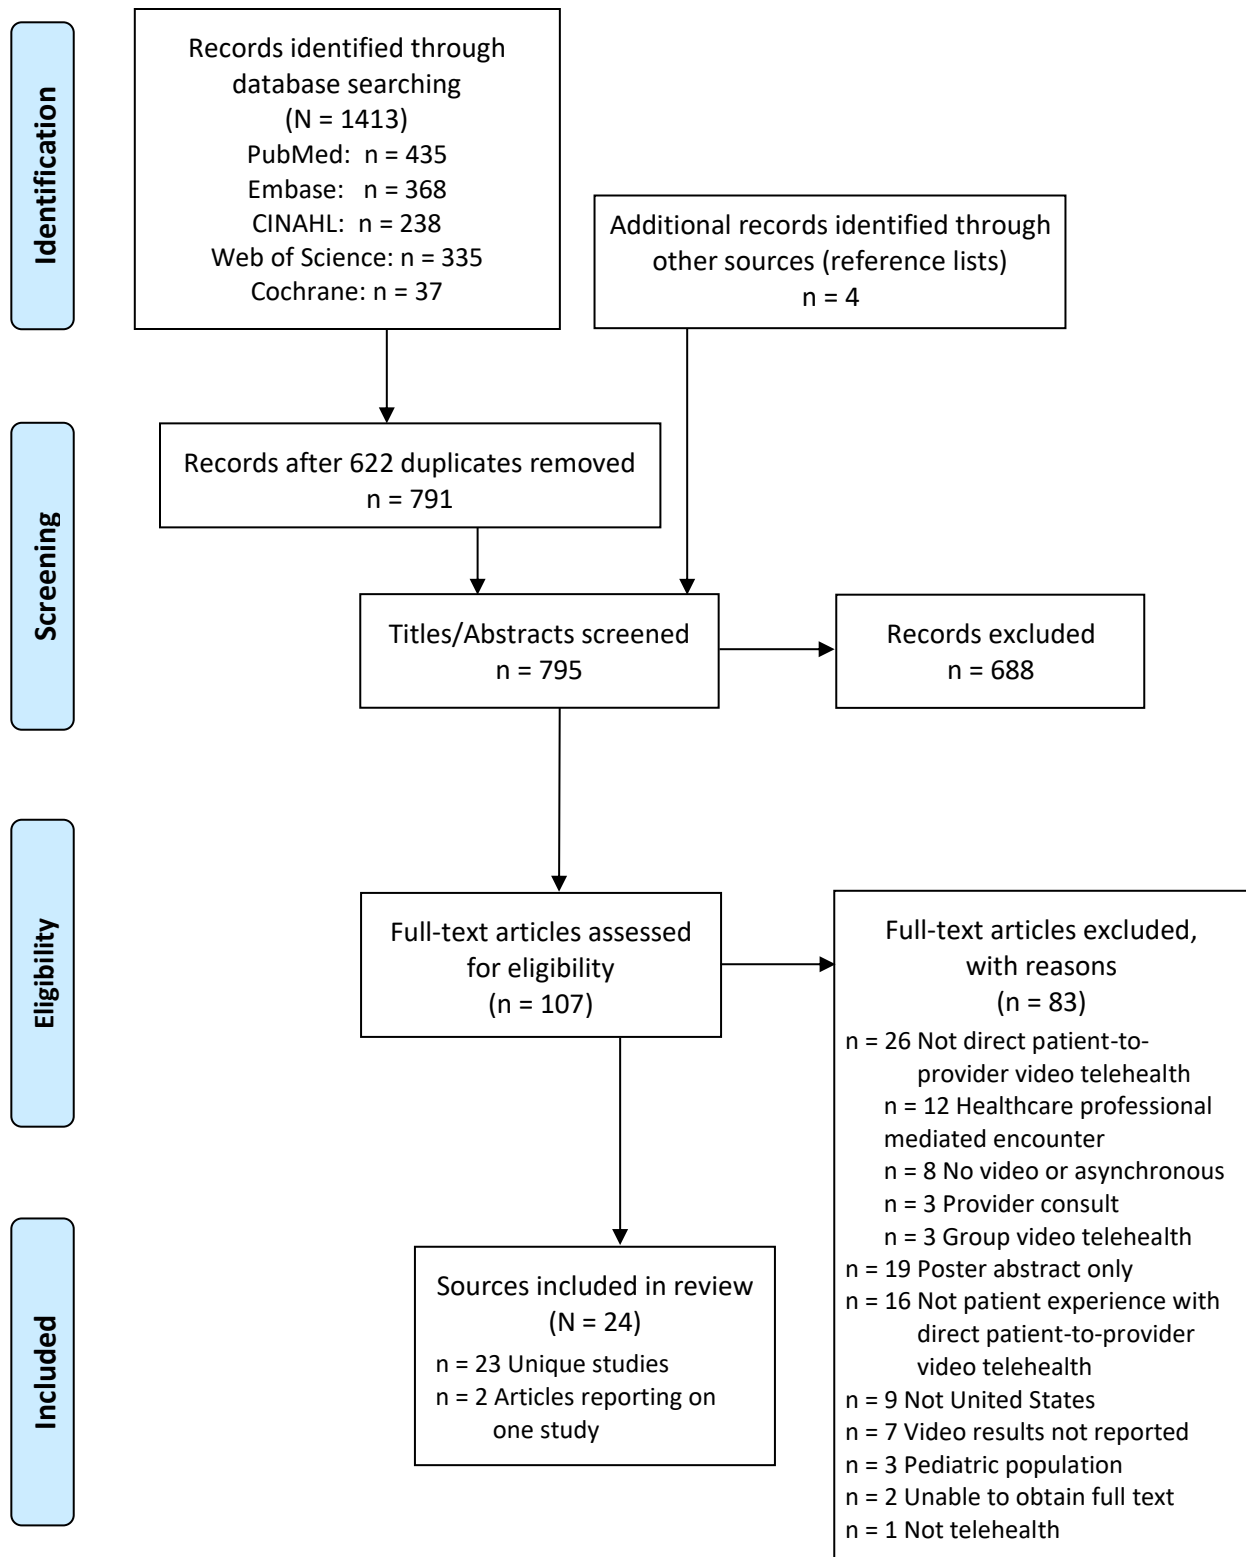 Identification
Records identified through
database searching
(N = 1413)
PubMed: n = 435
Embase: n = 368
CINAHL: n = 238
Web of Science: n = 335
Cochrane: n = 37
Additional records identified through
other sources (reference lists)
n = 4
Screening
Records after 622 duplicates removed
n = 791
Titles/Abstracts screened
n = 795
Records excluded
n = 688
Eligibility
Full-text articles assessed
for eligibility
(n = 107)
Full-text articles excluded,
with reasons
(n = 83)
n = 26 Not direct patient-to-
provider video telehealth
n = 12 Healthcare professional
mediated encounter
n = 8 No video or asynchronous
n = 3 Provider consult
n = 3 Group video telehealth
n = 19 Poster abstract only
n = 16 Not patient experience with
direct patient-to-provider
video telehealth
n = 9 Not United States
n = 7 Video results not reported
n = 3 Pediatric population
n = 2 Unable to obtain full text
n = 1 Not telehealth
Included
Sources included in review
(N = 24)
n = 23 Unique studies
n = 2 Articles reporting on
one study